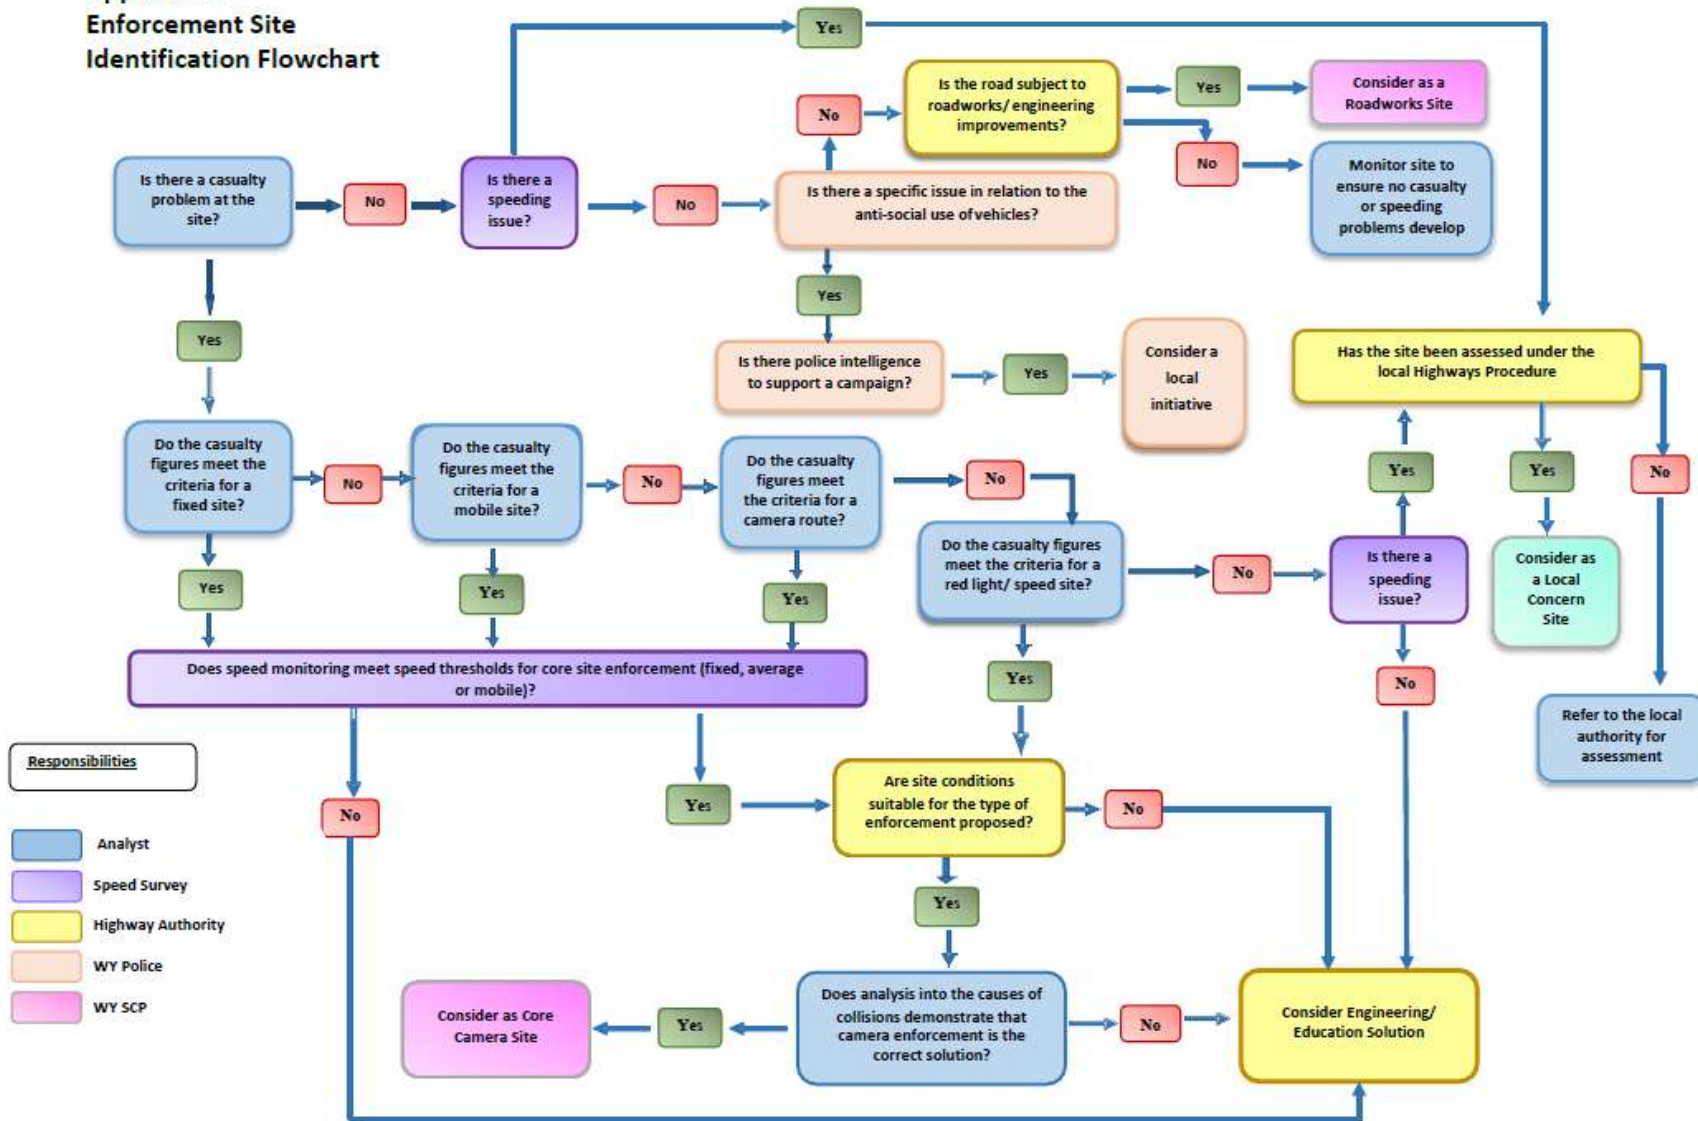 Enforcement Site
Identification Flowchart
Yes
Is the road subject to
roadworks/ engineering
improvements?
Yes
Consider as a
Roadworks Site
No
No
Monitor site to
ensure no casualty
or speeding
problems develop
Is there a casualty
problem at the
site?
No
Is there a
speeding
issue?
No
Is there a specific issue in relation to the
anti-social use of vehicles?
Yes
Yes
Is there police intelligence
to support a campaign?
Yes
Consider a
local
initiative
Has the site been assessed under the
local Highways Procedure
Do the casualty
figures meet the
criteria for a
fixed site?
No
Do the casualty
figures meet the
criteria for a
mobile site?
No
Do the casualty
figures meet
the criteria for a
camera route?
No
Yes
Yes
No
Do the casualty figures
meet the criteria for a
red light/ speed site?
No
Is there a
speeding
issue?
Consider as
a Local
Concern
Site
Yes
Yes
Yes
Does speed monitoring meet speed thresholds for core site enforcement (fixed, average
or mobile)?
Yes
No
Refer to the local
authority for
assessment
Responsibilities
No
Yes
Are site conditions
suitable for the type of
enforcement proposed?
No
Analyst
Speed Survey
Highway Authority
WY Police
WY SCP
Yes
Consider as Core
Camera Site
Yes
Does analysis into the causes of
collisions demonstrate that
camera enforcement is the
correct solution?
No
Consider Engineering/
Education Solution